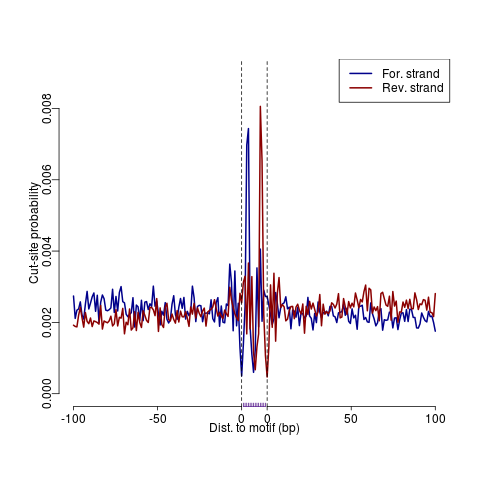 For. strand
Rev. strand
Cut-site probability
0.008
0.006
0.004
0.002
0.000
-100 -50 0 0 50 100
Dist. to motif (bp)